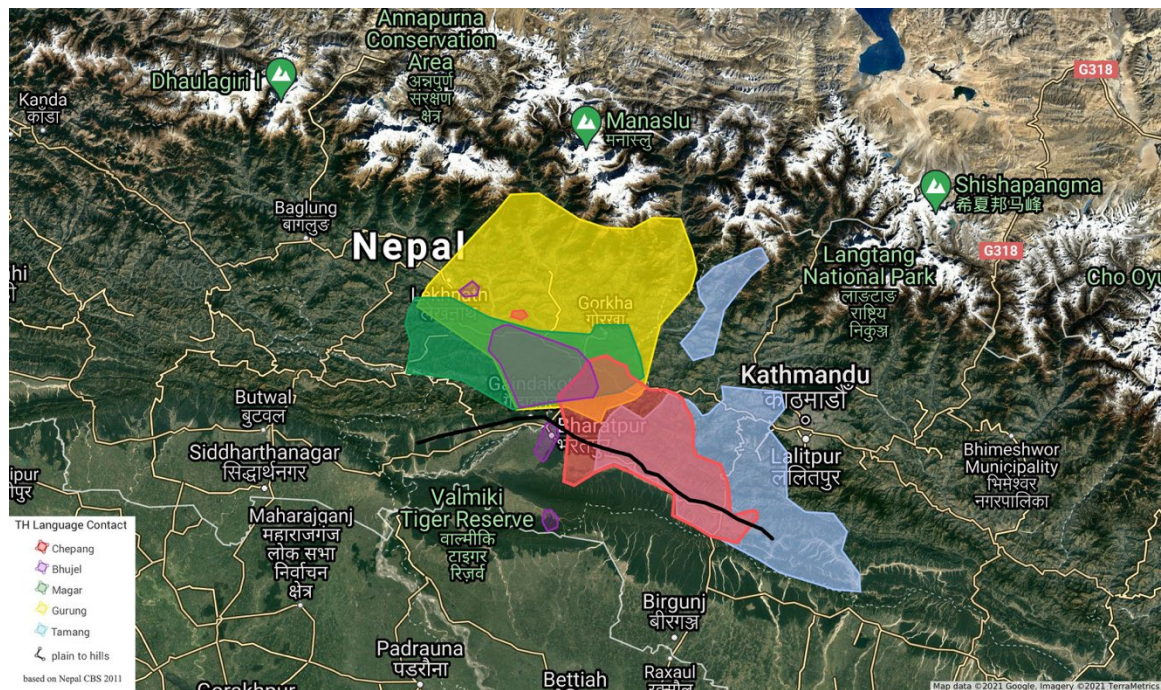 Annapurna
Conservation
Area
अन्नपुर्ण
संरक्षण
क्षेत्र
Dhaulagiri I
Kanda
काँडा
Manaslu
मनास्लु
G318
Shishapangma
希夏邦马峰
G318
Baglung
बागलुङ
Nepal
Langtang
National Park
लाङटाङ
राष्ट्रिय
निकुञ्ज
Cho Oyu
Lekhnath
लेखनाथ
Gorkha
गोरखा
Butwal
बुटवल
Kathmandu
काठमाडौँ
Bharatpur
भरतपुर
Siddharthanagar
सिद्धार्थनगर
Lalitpur
ललितपुर
Bhimeshwor
Municipality
भिमेश्वर
नगरपालिका
Valmiki
Tiger Reserve
वाल्मीकि
टाइगर
रिज़र्व
Maharajganj
महाराजगंज
लोक सभा
निर्वाचन
क्षेत्र
TH Language Contact
Chepang
Bhujel
Magar
Gurung
Tamang
plain to hills
based on Nepal CBS 2011
Birgunj
बीरगञ्ज
Padrauna
पडरौना
Bettiah
Raxaul
Map data ©2021 Google, Imagery ©2021 TerraMetrics